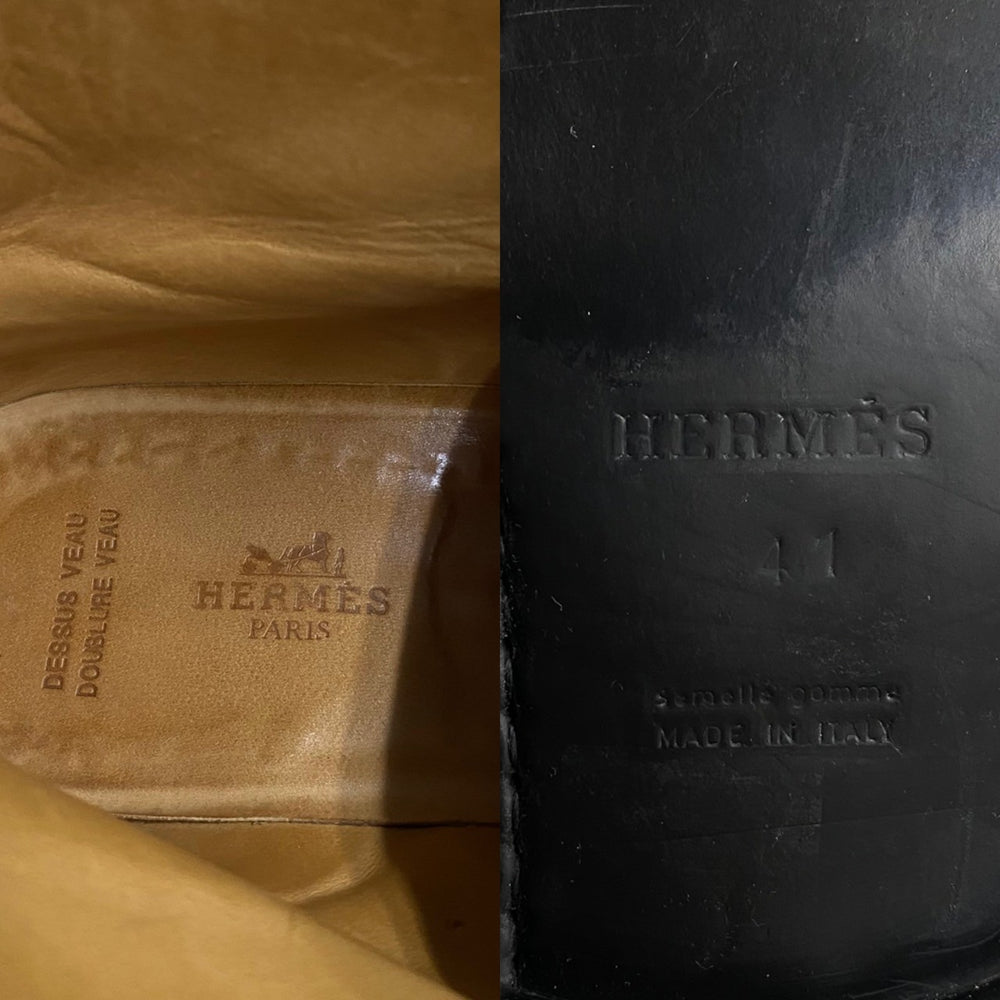 DESSUS VEAU
DOUBLURE VEAU
HERMÈS
PARIS
HERMÈS
41
semelle gomme
MADE IN ITALY